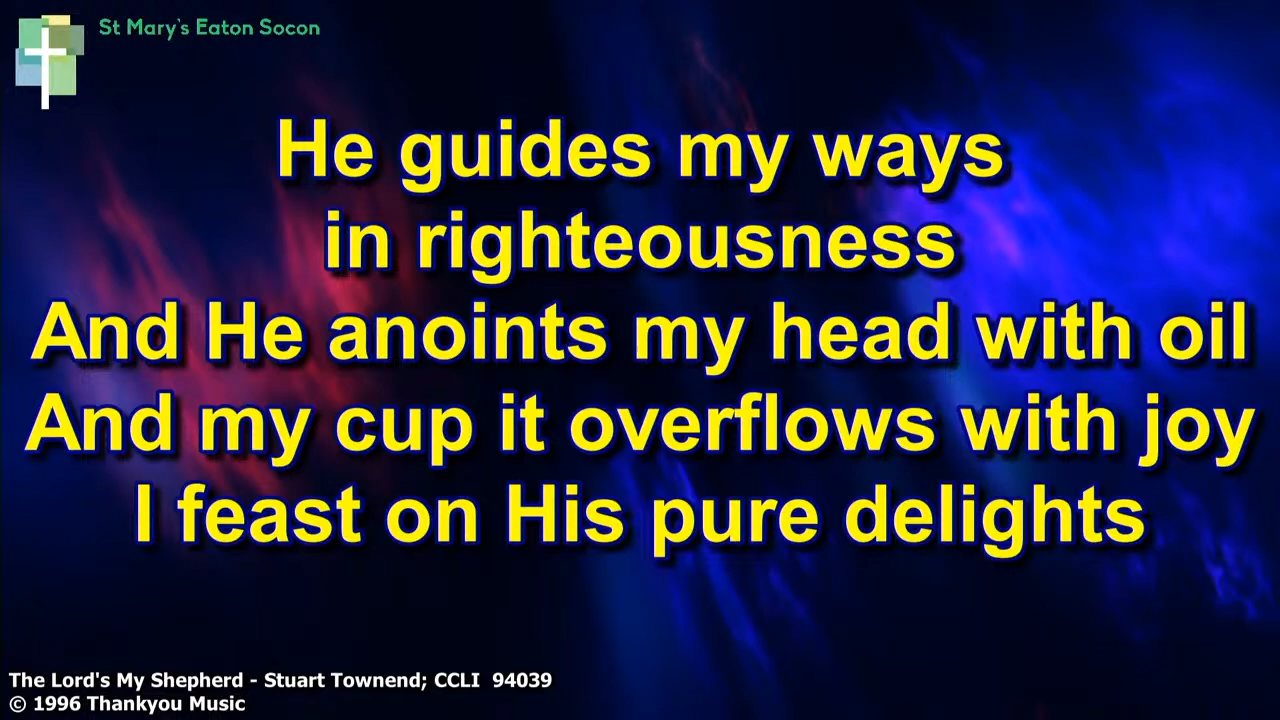 St Mary's Eaton Socon
He guides my ways
in righteousness
And He anoints my head with oil
And my cup it overflows with joy
I feast on His pure delights
The Lord's My Shepherd - Stuart Townend; CCLI  94039
© 1996 Thankyou Music